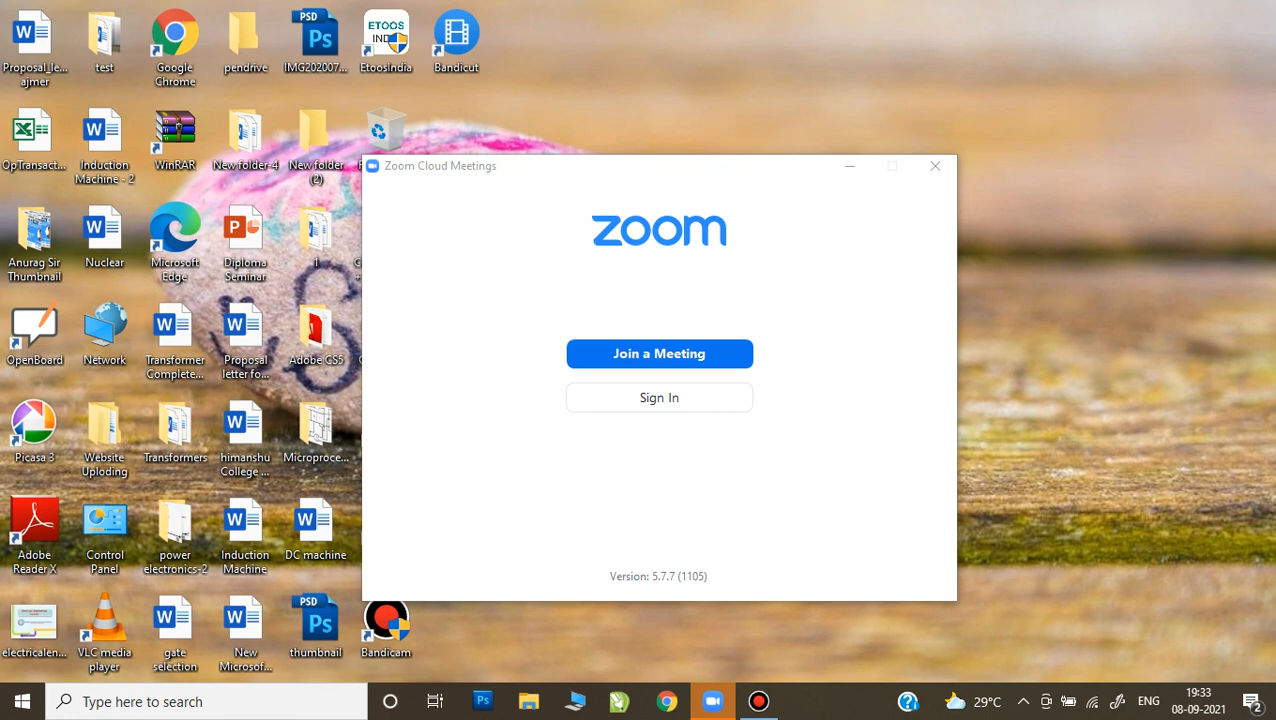 Proposal_le...
ajmer
test
Google
Chrome
pendrive
PSD
Ps
IMG202007...
ETOOS
EtoosIndia
Bandicut
OpTransact...
Induction
Machine - 2
WinRAR
New folder-4
New folder
(2)
Zoom Cloud Meetings
zoom
Anurag Sir
Thumbnail
Nuclear
Microsoft
Edge
Diploma
Seminar
1
OpenBoard
Network
Transformer
Complete...
Proposal
letter fo...
Adobe CS5
Join a Meeting
Sign In
Picasa 3
Website
Uploding
Transformers
himanshu
College ...
Microproce...
Adobe
Reader X
Control
Panel
power
electronics-2
Induction
Machine
DC machine
Version: 5.7.7 (1105)
electricalen...
VLC media
player
gate
selection
New
Microsof...
PSD
Ps
thumbnail
Bandicam
Type here to search
Ps
29°C
ENG
19:33
08-09-2021
2